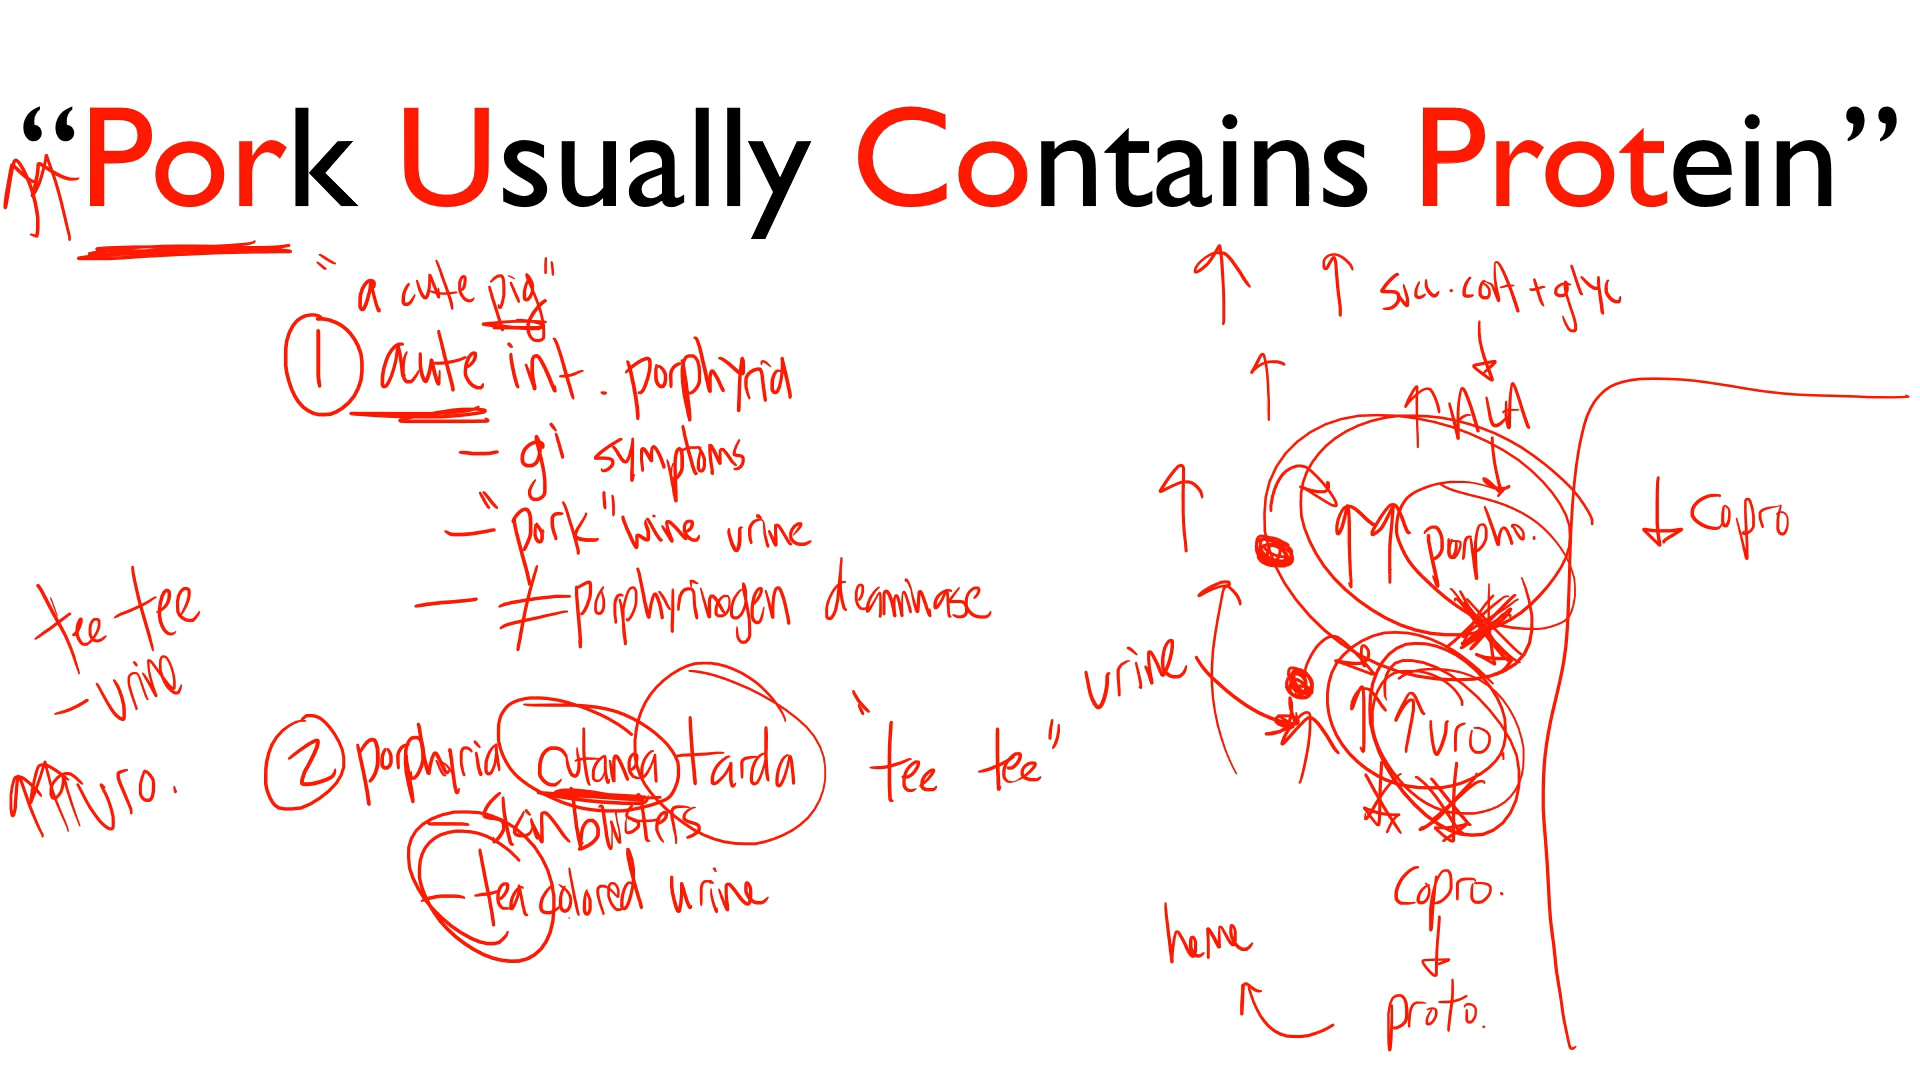 “Pork Usually Contains Protein”
"a cute pig"
1 acute int. porphyria
- gi symptoms
- "pork" wine urine
- ≠ porphyrinogen deaminase
2 porphyria cutanea tarda "tee tee"
- skin blisters
- tea colored urine
tee tee
- urine
uro.
↑ ↑ succ. coA + glyc
↓
↑ ↑ ALA
↓
↑ ↑↑ porpho.
urine
↑ ↑ uro
copro.
↓
proto.
heme
↓ copro